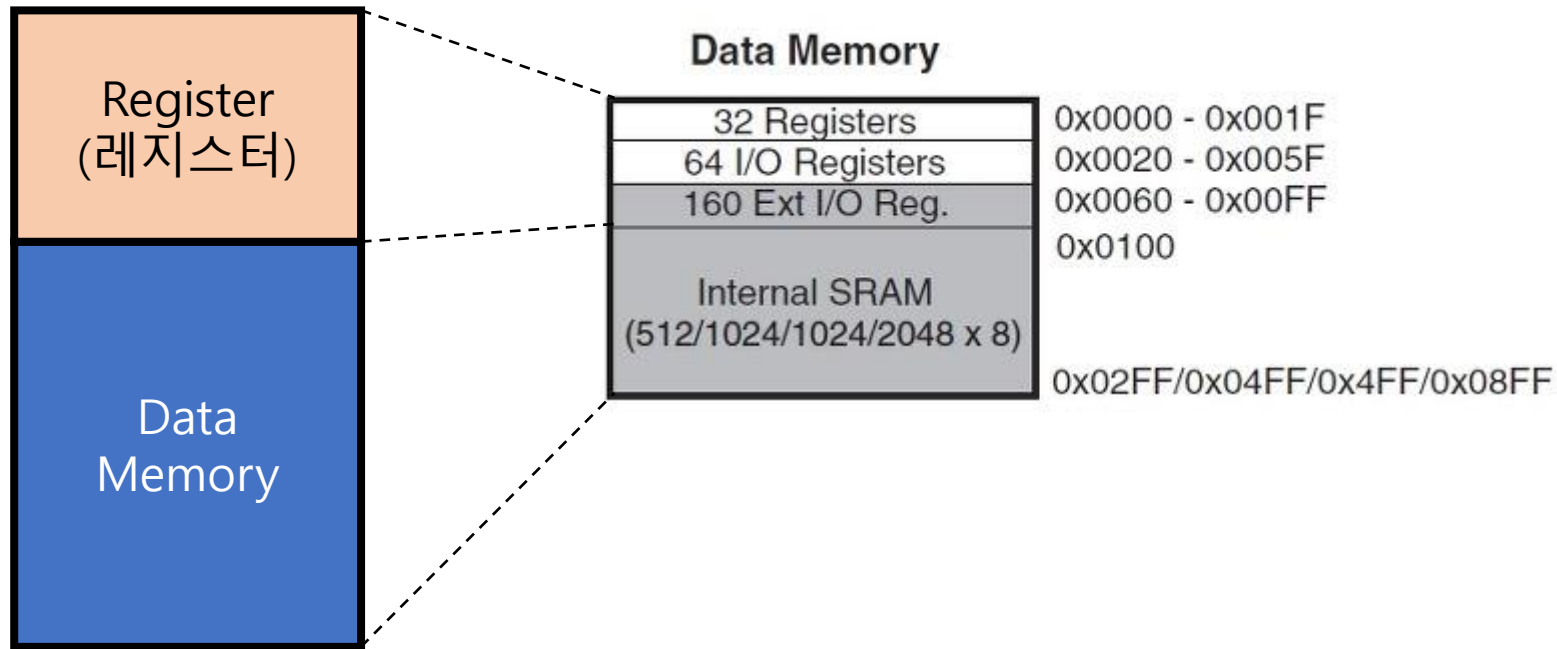 Register
(레지스터)
Data
Memory
Data Memory
32 Registers
0x0000 - 0x001F
64 I/O Registers
0x0020 - 0x005F
160 Ext I/O Reg.
0x0060 - 0x00FF
0x0100
Internal SRAM
(512/1024/1024/2048 x 8)
0x02FF/0x04FF/0x4FF/0x08FF